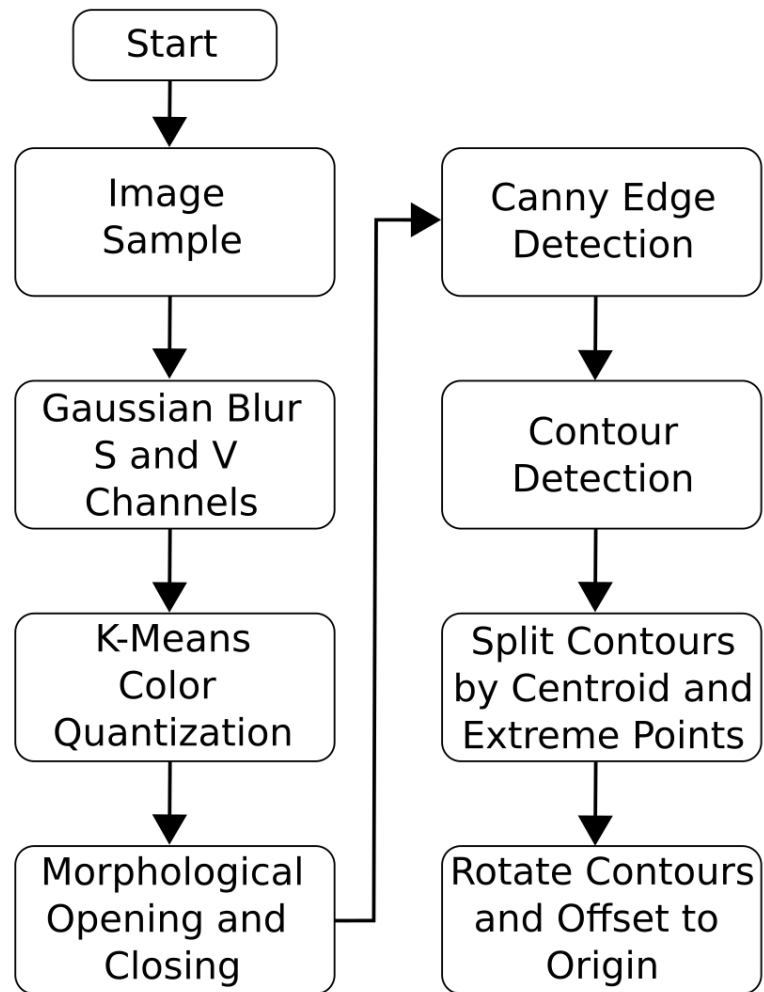 Start
Image
Sample
Gaussian Blur
S and V
Channels
K-Means
Color
Quantization
Morphological
Opening and
Closing
Canny Edge
Detection
Contour
Detection
Split Contours
by Centroid and
Extreme Points
Rotate Contours
and Offset to
Origin